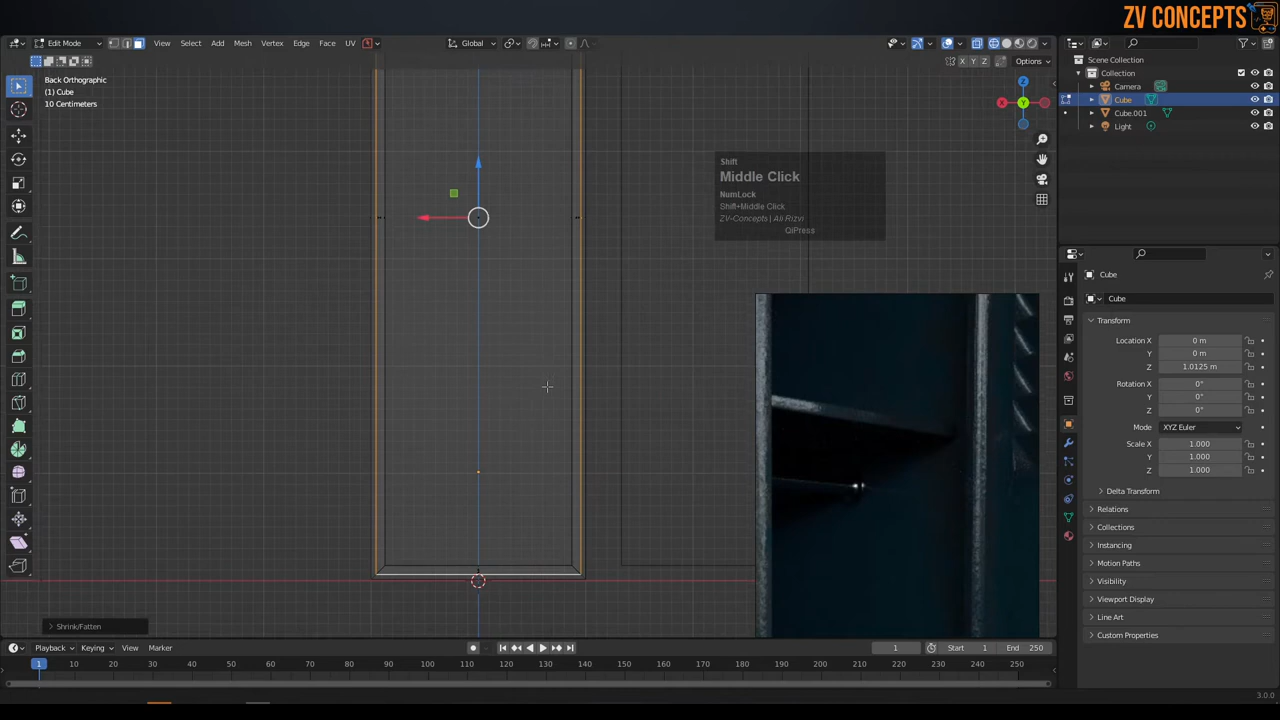 ZV CONCEPTS
Edit Mode
View Select Add Mesh Vertex Edge Face UV
Global
X Y Z Options
Back Orthographic
(1) Cube
10 Centimeters
Z
X Y
Shift
Middle Click
NumLock
Shift+Middle Click
ZV-Concepts | Ali Rizvi
QiPress
Scene Collection
Collection
Camera
Cube
Cube.001
Light
Cube
Cube
Transform
Location X 0 m
Y 0 m
Z 1.0125 m
Rotation X 0°
Y 0°
Z 0°
Mode XYZ Euler
Scale X 1.000
Y 1.000
Z 1.000
Delta Transform
Relations
Collections
Instancing
Motion Paths
Visibility
Viewport Display
Line Art
Custom Properties
Shrink/Fatten
Playback Keying View Marker
1 Start 1 End 250
1 10 20 30 40 50 60 70 80 90 100 110 120 130 140 150 160 170 180 190 200 210 220 230 240 250
3.0.0